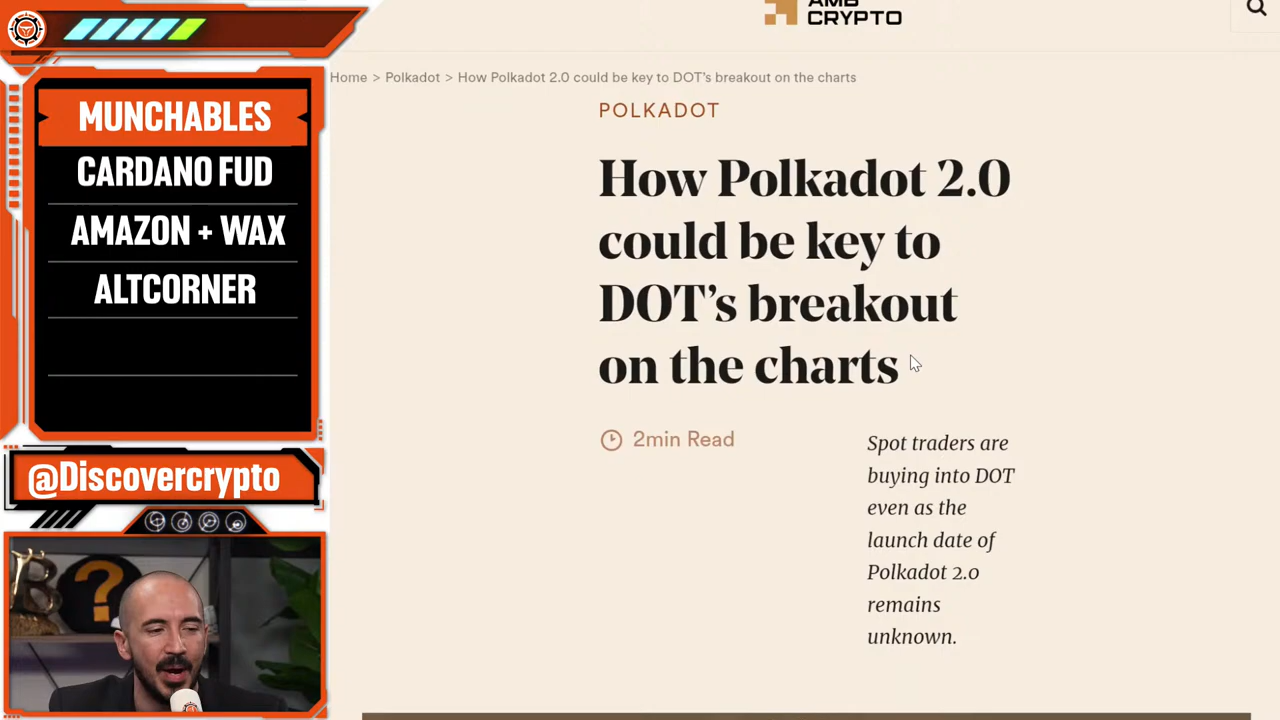 AMB
CRYPTO
MUNCHABLES
CARDANO FUD
AMAZON + WAX
ALTCORNER
@Discovercrypto
Home > Polkadot > How Polkadot 2.0 could be key to DOT's breakout on the charts
POLKADOT
How Polkadot 2.0
could be key to
DOT’s breakout
on the charts
2min Read
Spot traders are
buying into DOT
even as the
launch date of
Polkadot 2.0
remains
unknown.
?